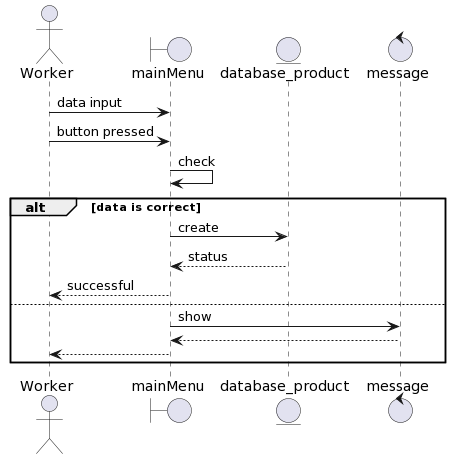 Worker mainMenu database_product message
data input
button pressed
check
alt [data is correct]
create
status
successful
show
Worker mainMenu database_product message